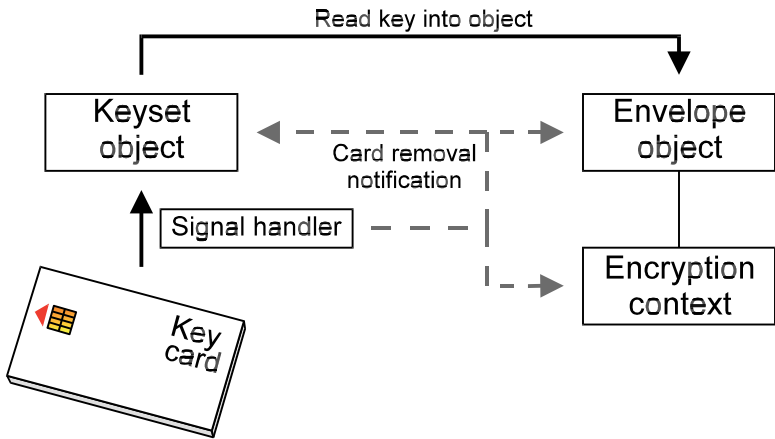 Read key into object
Keyset
object
Envelope
object
Card removal
notification
Signal handler
Encryption
context
Key
card